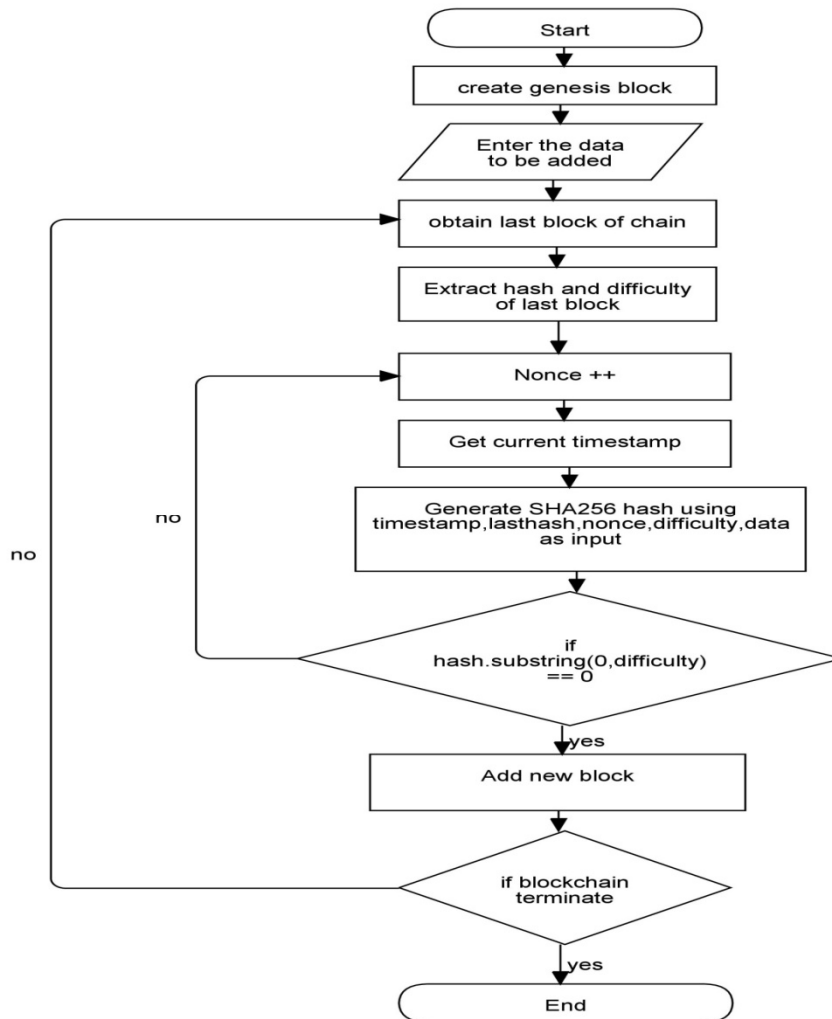 Start
create genesis block
Enter the data
to be added
obtain last block of chain
Extract hash and difficulty
of last block
Nonce ++
Get current timestamp
Generate SHA256 hash using
timestamp,lasthash,nonce,difficulty,data
as input
no
no
if
hash.substring(0,difficulty)
== 0
yes
Add new block
if blockchain
terminate
yes
End